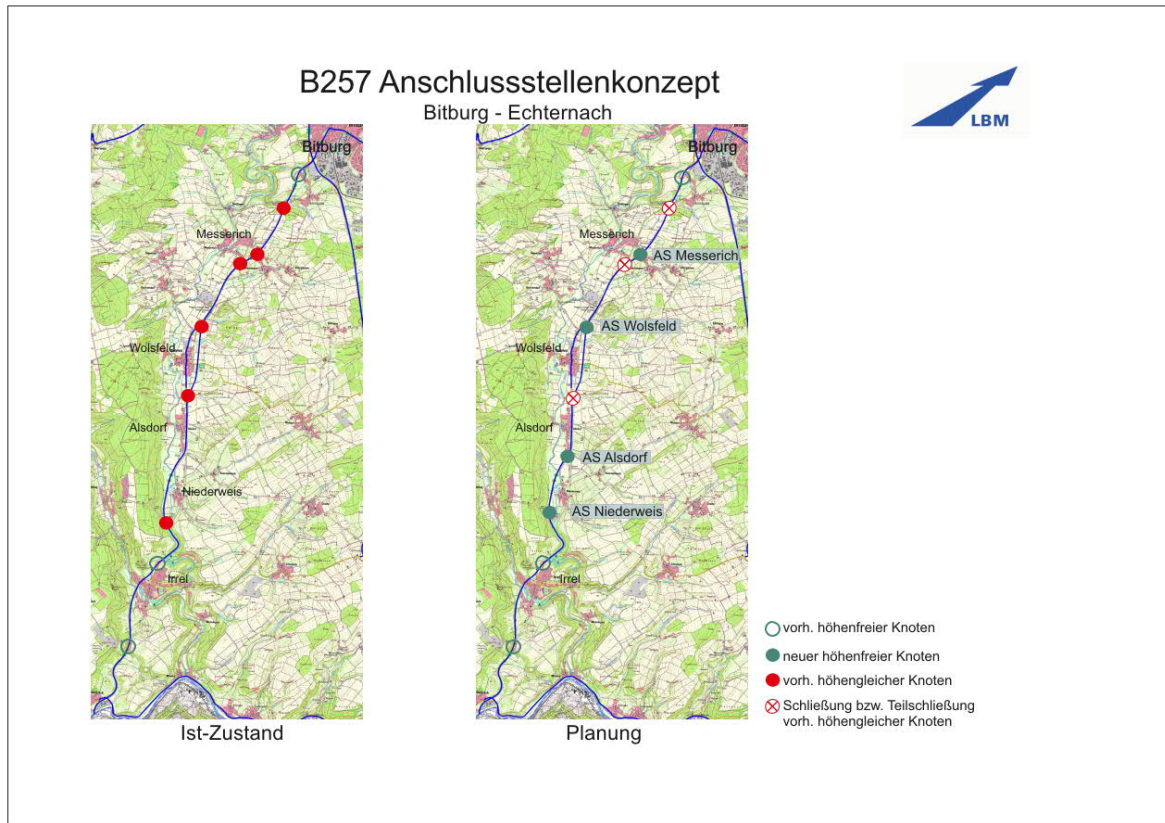 B257 Anschlussstellenkonzept
Bitburg - Echternach
LBM
Bitburg
Messerich
Wolsfeld
Alsdorf
Niederweis
Irrel
Ist-Zustand
Bitburg
Messerich
AS Messerich
AS Wolsfeld
Wolsfeld
Alsdorf
AS Alsdorf
AS Niederweis
Irrel
Planung
vorh. höhenfreier Knoten
neuer höhenfreier Knoten
vorh. höhengleicher Knoten
Schließung bzw. Teilschließung
vorh. höhengleicher Knoten